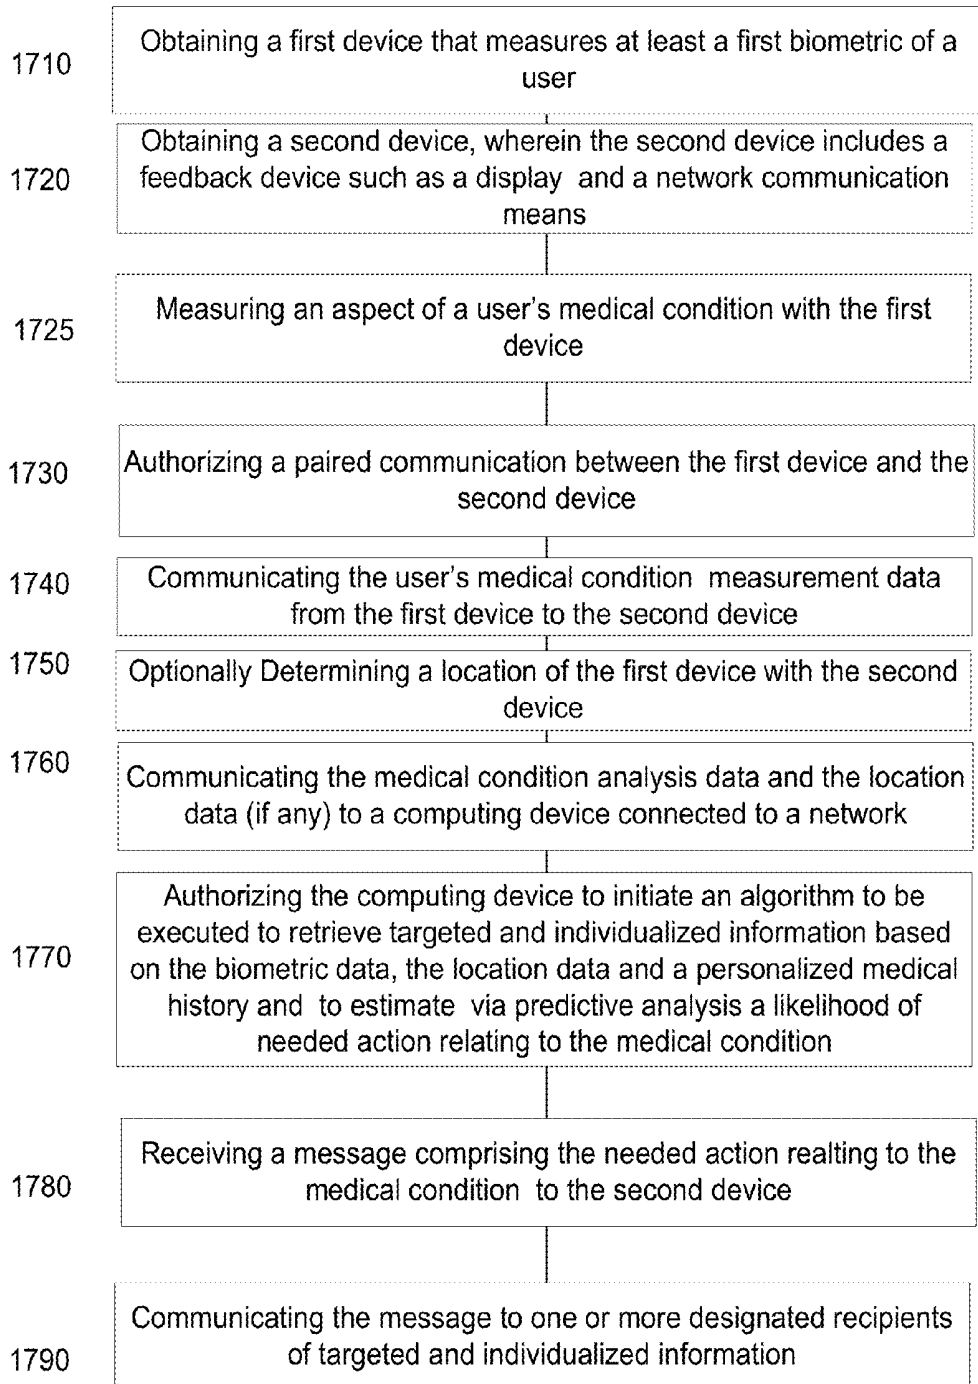 1710
Obtaining a first device that measures at least a first biometric of a
user
1720
Obtaining a second device, wherein the second device includes a
feedback device such as a display and a network communication
means
1725
Measuring an aspect of a user's medical condition with the first
device
1730
Authorizing a paired communication between the first device and the
second device
1740
Communicating the user's medical condition measurement data
from the first device to the second device
1750
Optionally Determining a location of the first device with the second
device
1760
Communicating the medical condition analysis data and the location
data (if any) to a computing device connected to a network
1770
Authorizing the computing device to initiate an algorithm to be
executed to retrieve targeted and individualized information based
on the biometric data, the location data and a personalized medical
history and to estimate via predictive analysis a likelihood of
needed action relating to the medical condition
1780
Receiving a message comprising the needed action realting to the
medical condition to the second device
1790
Communicating the message to one or more designated recipients
of targeted and individualized information